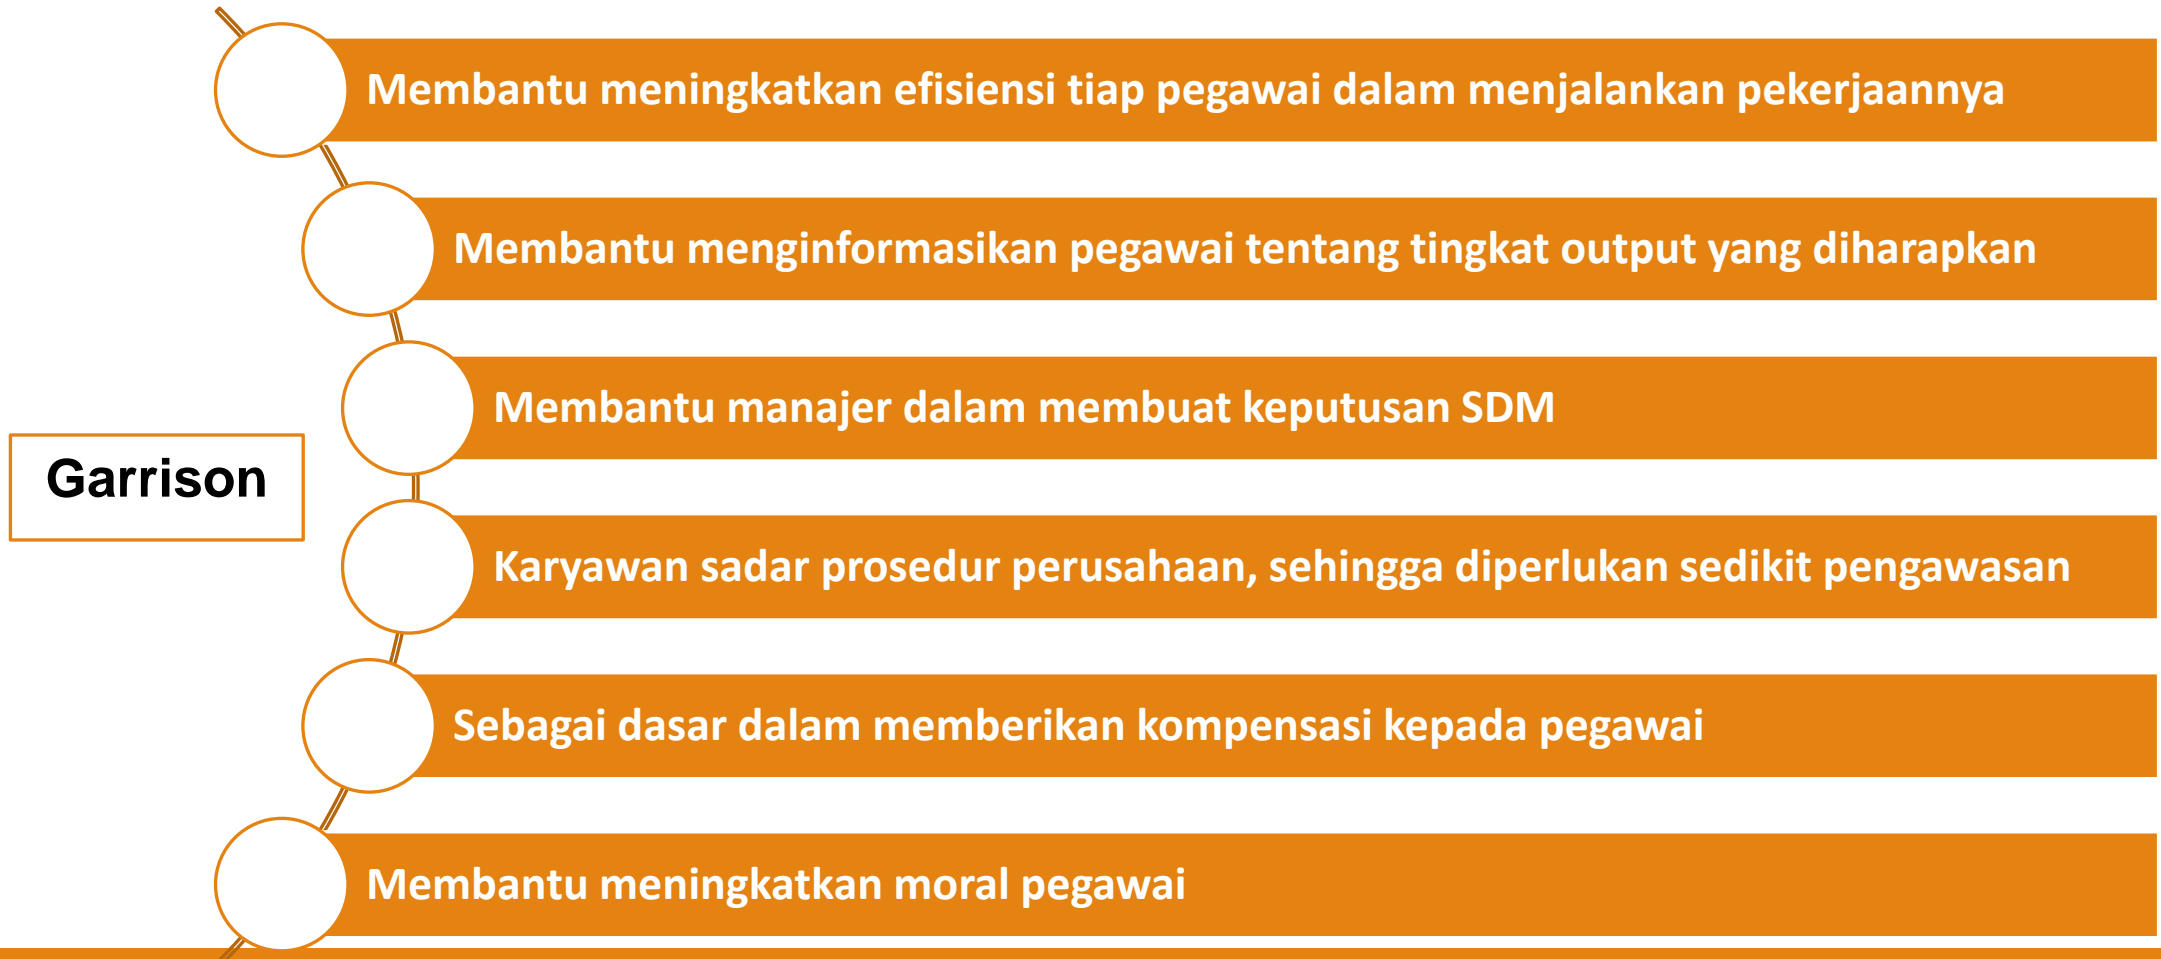 Membantu meningkatkan efisiensi tiap pegawai dalam menjalankan pekerjaannya
Membantu menginformasikan pegawai tentang tingkat output yang diharapkan
Membantu manajer dalam membuat keputusan SDM
Garrison
Karyawan sadar prosedur perusahaan, sehingga diperlukan sedikit pengawasan
Sebagai dasar dalam memberikan kompensasi kepada pegawai
Membantu meningkatkan moral pegawai